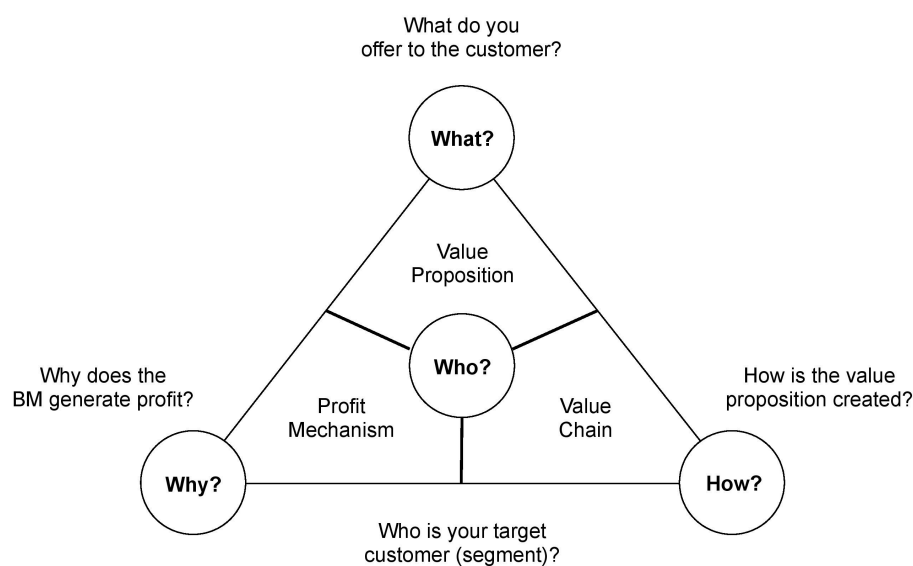 What do you
offer to the customer?
What?
Value
Proposition
Who?
Why does the
BM generate profit?
How is the value
proposition created?
Profit
Mechanism
Value
Chain
Why?
How?
Who is your target
customer (segment)?